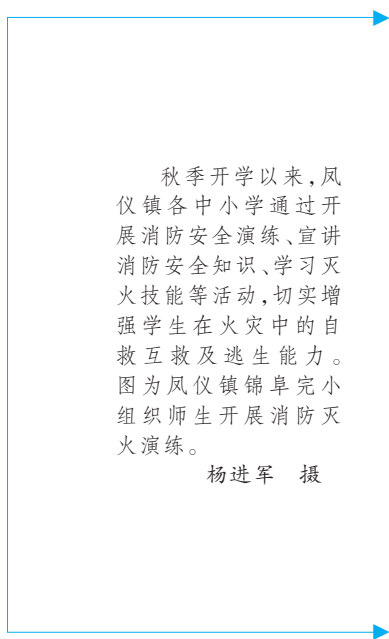 秋季开学以来,凤
仪镇各中小学通过开
展消防安全演练、宣讲
消防安全知识、学习灭
火技能等活动,切实增
强学生在火灾中的自
救互救及逃生能力。
图为凤仪镇锦阜完小
组织师生开展消防灭
火演练。
杨进军 摄